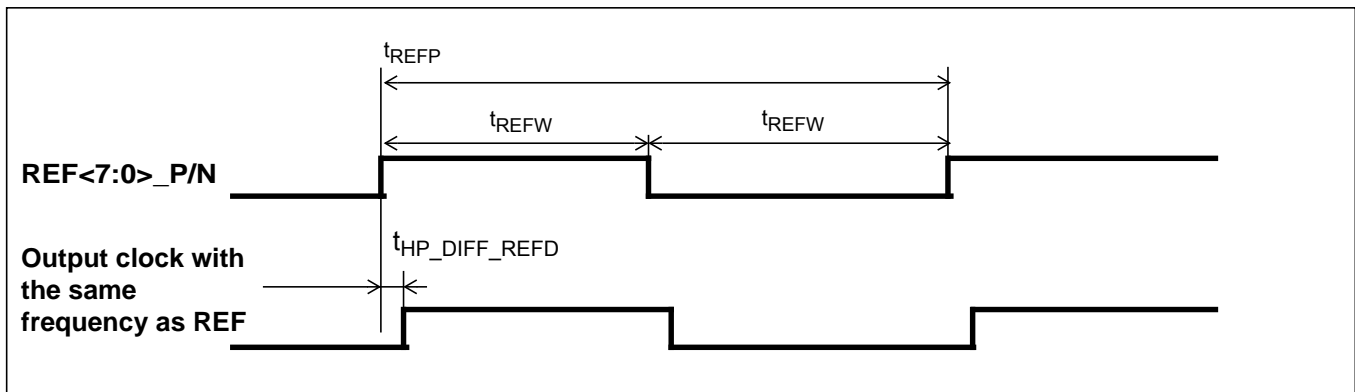 tREFP
tREFW tREFW
REF<7:0>_P/N
tHP_DIFF_REFD
Output clock with
the same
frequency as REF